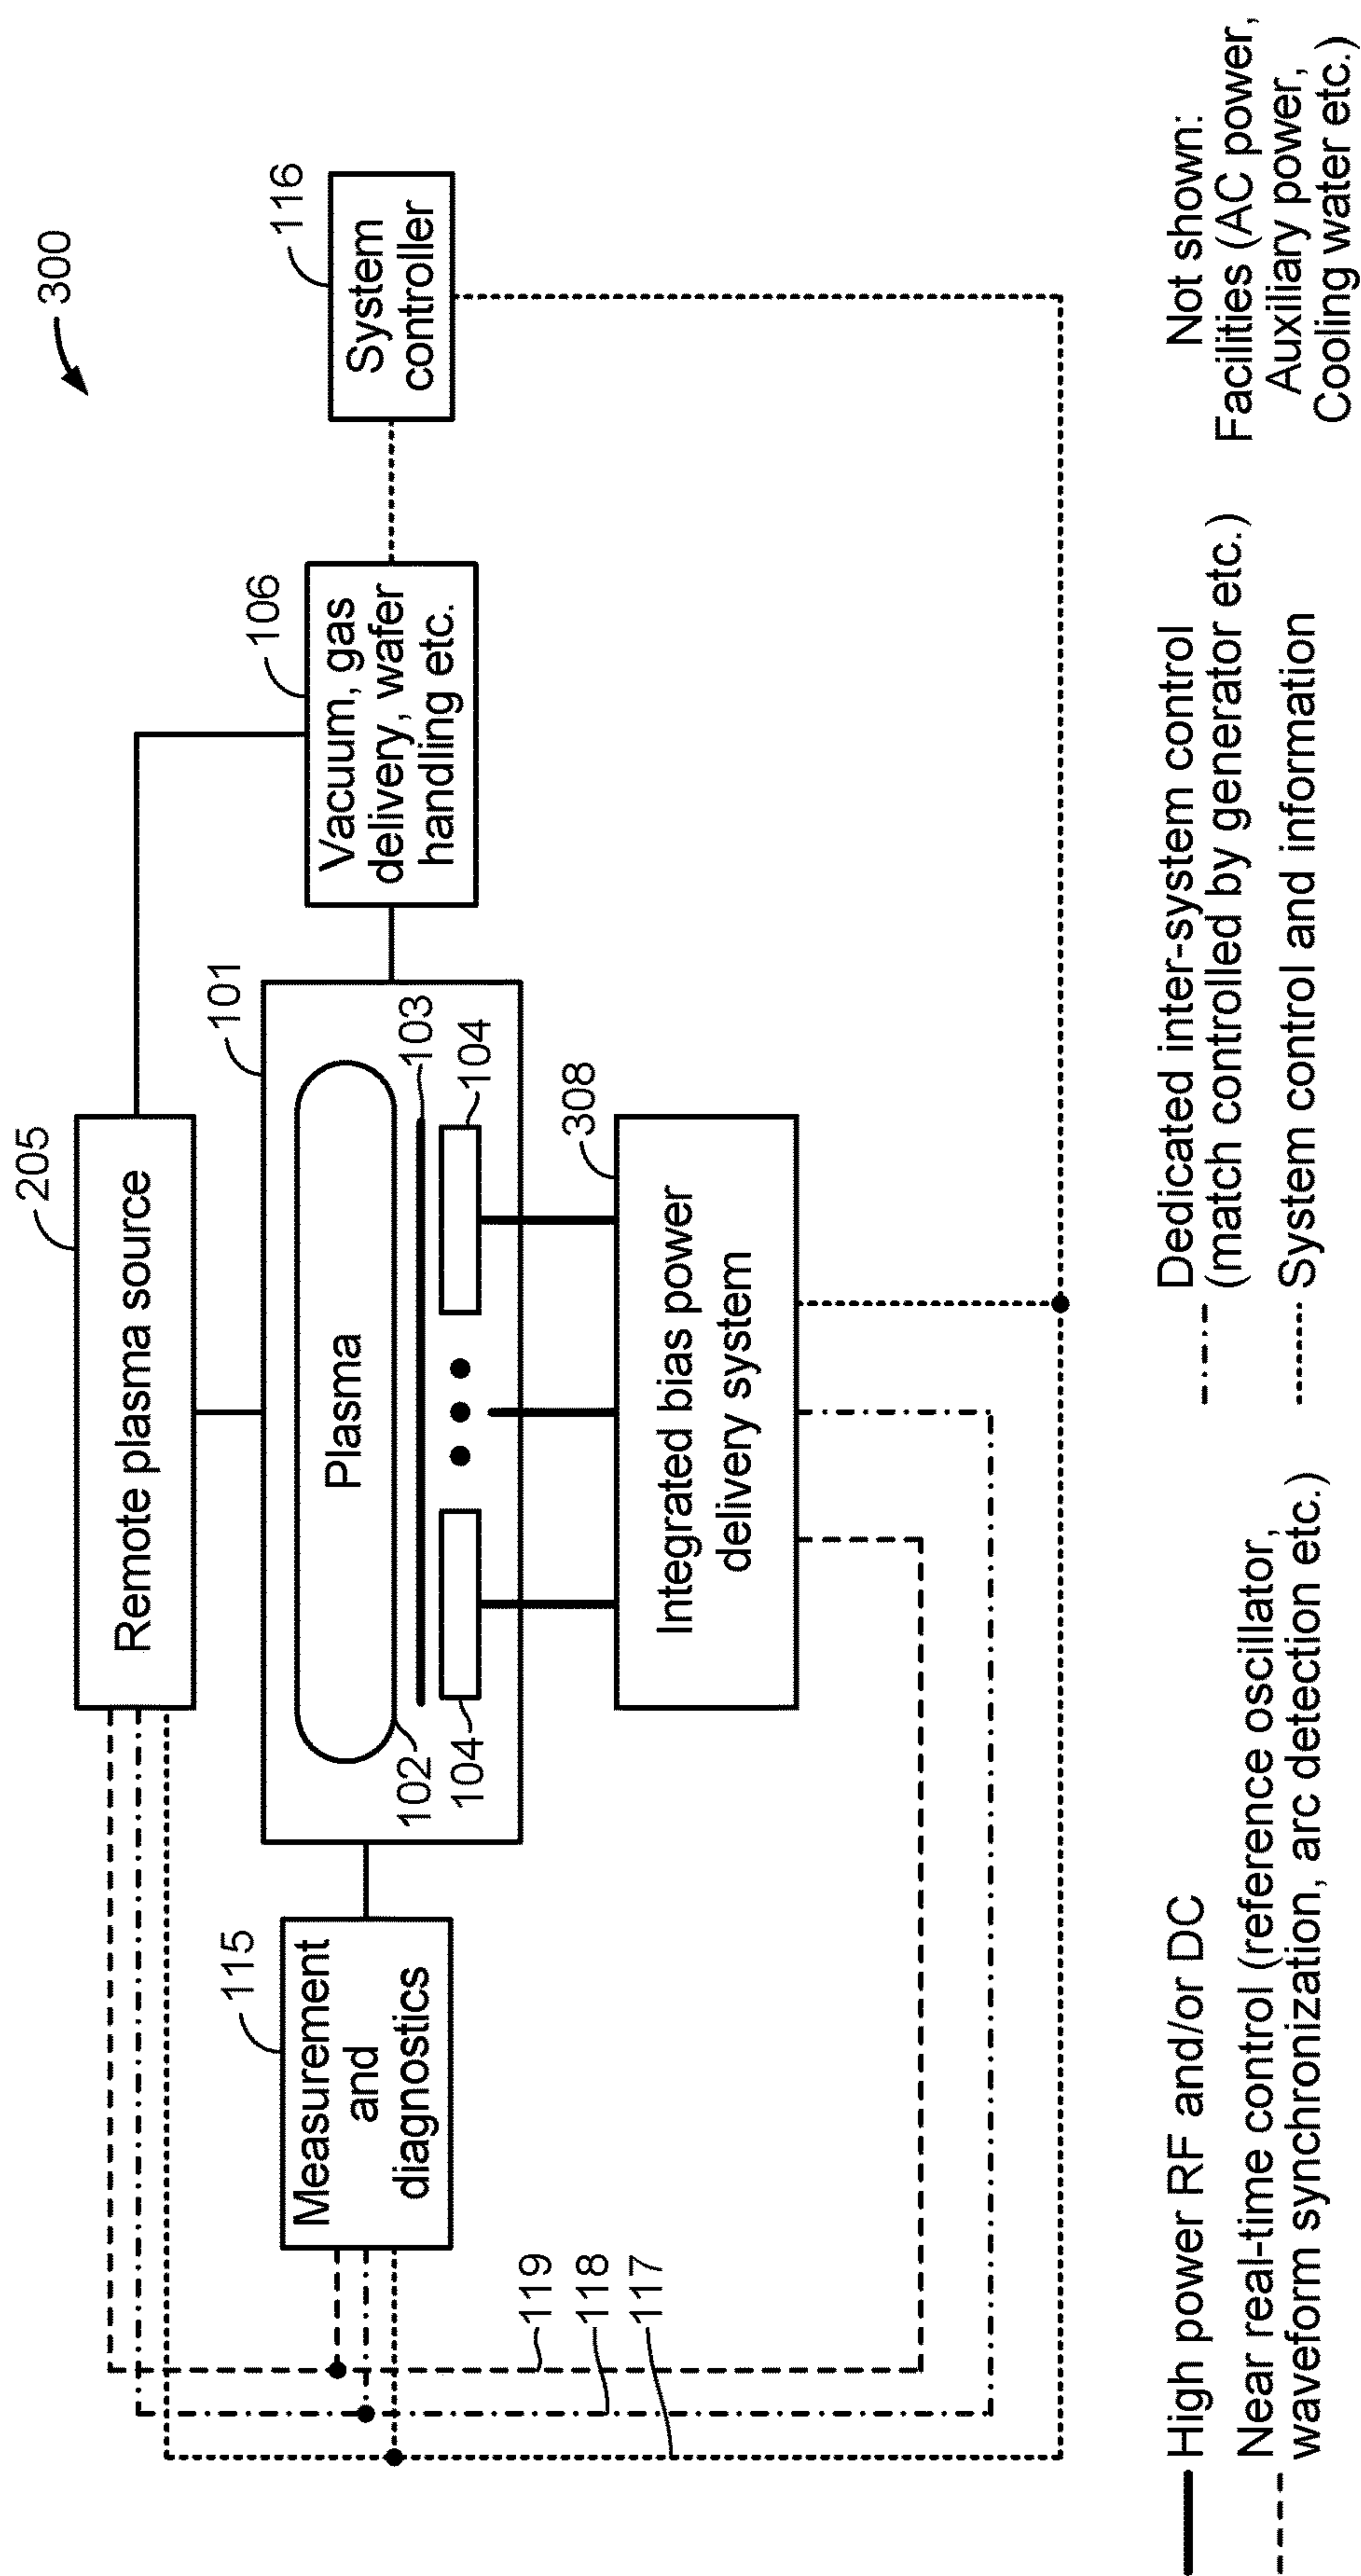 300
205
Remote plasma source
115
Measurement
and
diagnostics
101
Plasma
102
103
104
104
106
Vacuum, gas
delivery, wafer
handling etc.
116
System
controller
308
Integrated bias power
delivery system
119
118
117
High power RF and/or DC
Near real-time control (reference oscillator,
waveform synchronization, arc detection etc.)
Dedicated inter-system control
(match controlled by generator etc.)
System control and information
Not shown:
Facilities (AC power,
Auxiliary power,
Cooling water etc.)